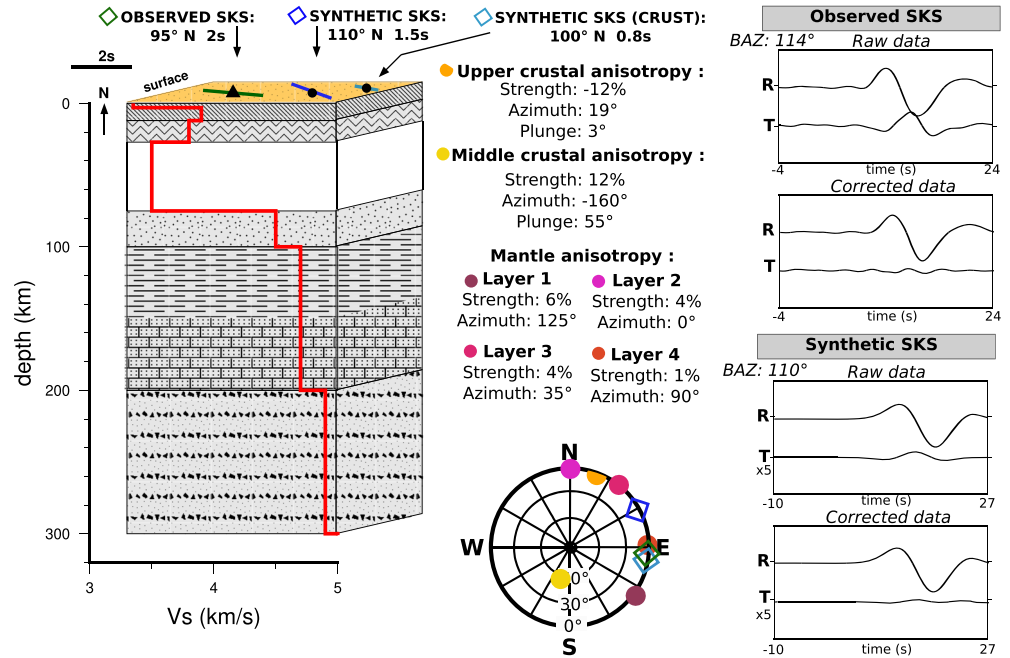 OBSERVED SKS:
95° N 2s
SYNTHETIC SKS:
110° N 1.5s
SYNTHETIC SKS (CRUST):
100° N 0.8s
2s
N
surface
0
100
200
300
depth (km)
3
4
5
Vs (km/s)
Upper crustal anisotropy :
Strength: -12%
Azimuth: 19°
Plunge: 3°
Middle crustal anisotropy :
Strength: 12%
Azimuth: -160°
Plunge: 55°
Mantle anisotropy :
Layer 1
Strength: 6%
Azimuth: 125°
Layer 2
Strength: 4%
Azimuth: 0°
Layer 3
Strength: 4%
Azimuth: 35°
Layer 4
Strength: 1%
Azimuth: 90°
N
W
E
S
0°
30°
0°
Observed SKS
BAZ: 114°
Raw data
R
T
-4
time (s)
24
Corrected data
R
T
-4
time (s)
24
Synthetic SKS
BAZ: 110°
Raw data
R
T
x5
-10
time (s)
27
Corrected data
R
T
x5
-10
time (s)
27